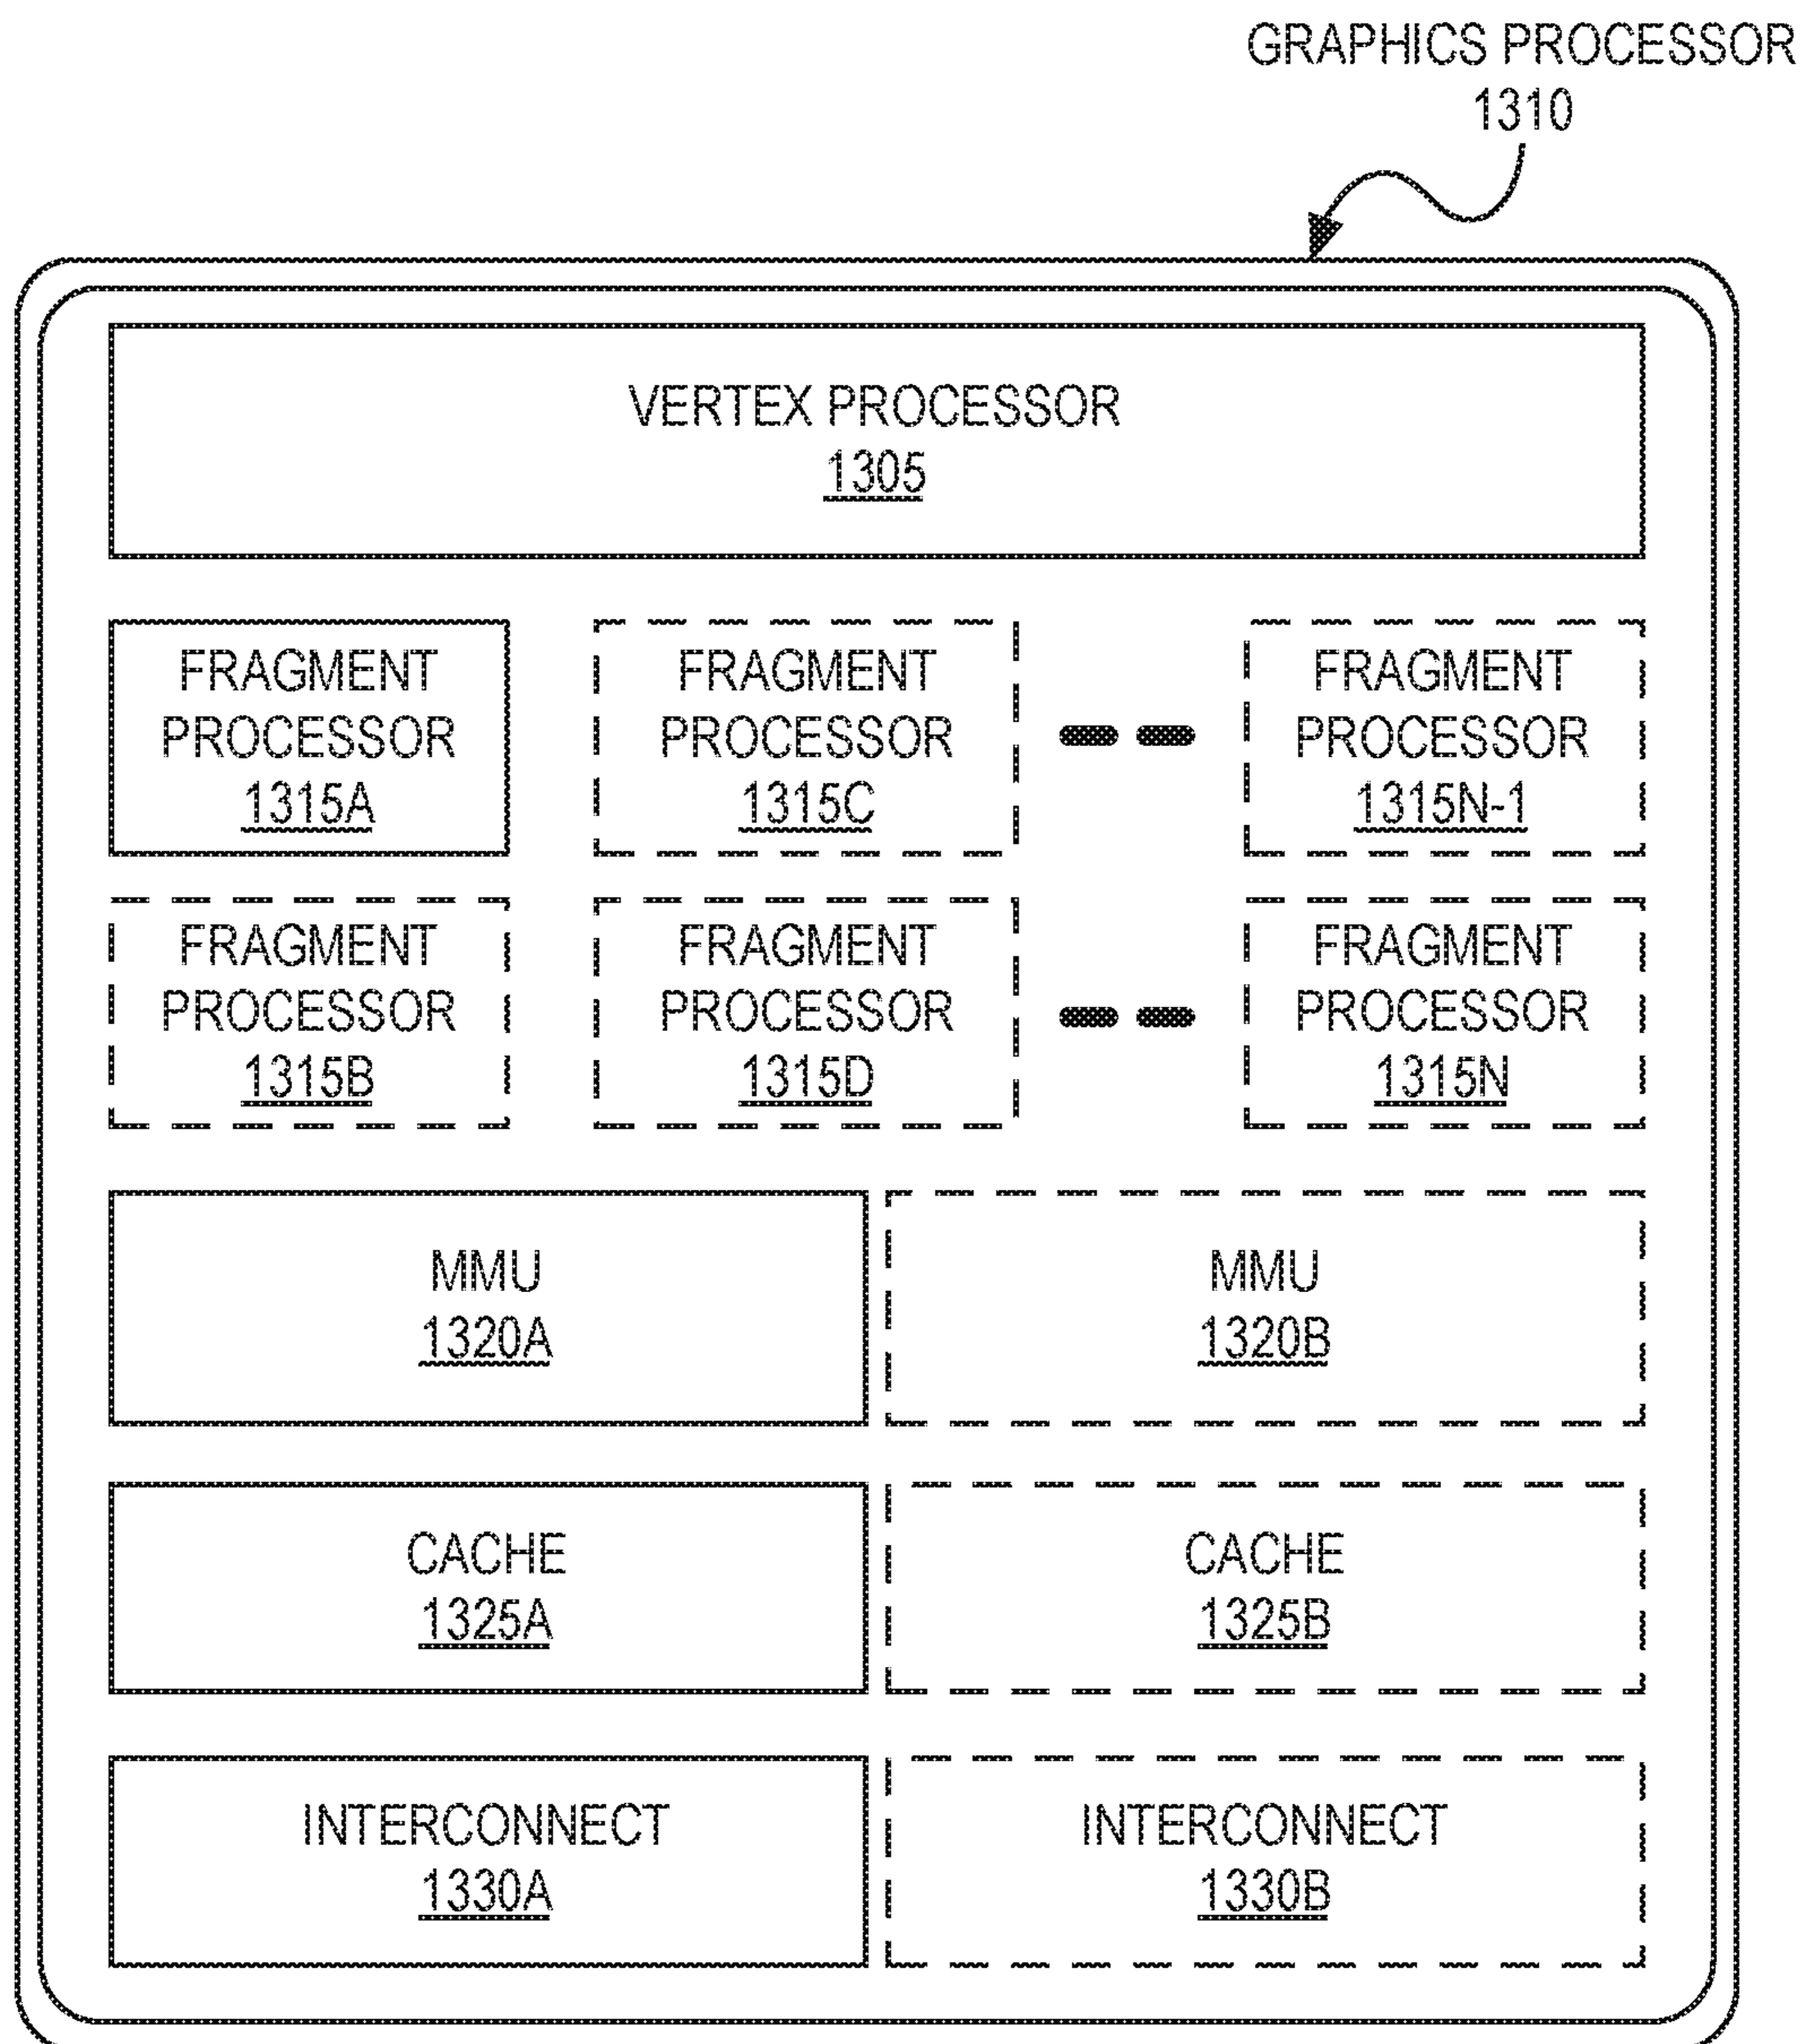 GRAPHICS PROCESSOR
1310
VERTEX PROCESSOR
1305
FRAGMENT
PROCESSOR
1315A
FRAGMENT
PROCESSOR
1315C
FRAGMENT
PROCESSOR
1315N-1
FRAGMENT
PROCESSOR
1315B
FRAGMENT
PROCESSOR
1315D
FRAGMENT
PROCESSOR
1315N
MMU
1320A
MMU
1320B
CACHE
1325A
CACHE
1325B
INTERCONNECT
1330A
INTERCONNECT
1330B